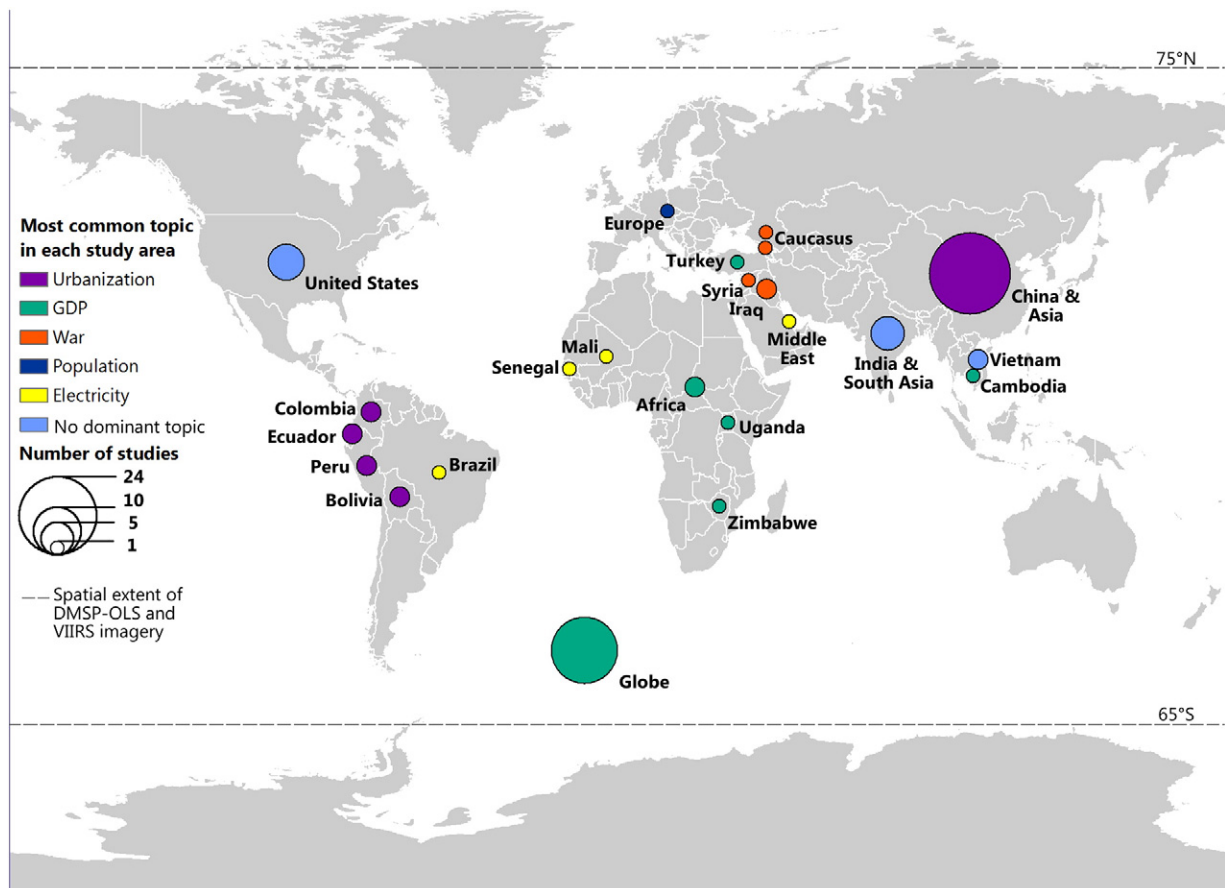 75°N
Most common topic
in each study area
Urbanization
GDP
War
Population
Electricity
No dominant topic
Number of studies
24
10
5
1
Spatial extent of
DMSP-OLS and
VIIRS imagery
United States
Colombia
Ecuador
Peru
Bolivia
Brazil
Europe
Caucasus
Turkey
Syria
Iraq
Middle
East
Mali
Senegal
Africa
Uganda
Zimbabwe
China &
Asia
India &
South Asia
Vietnam
Cambodia
Globe
65°S